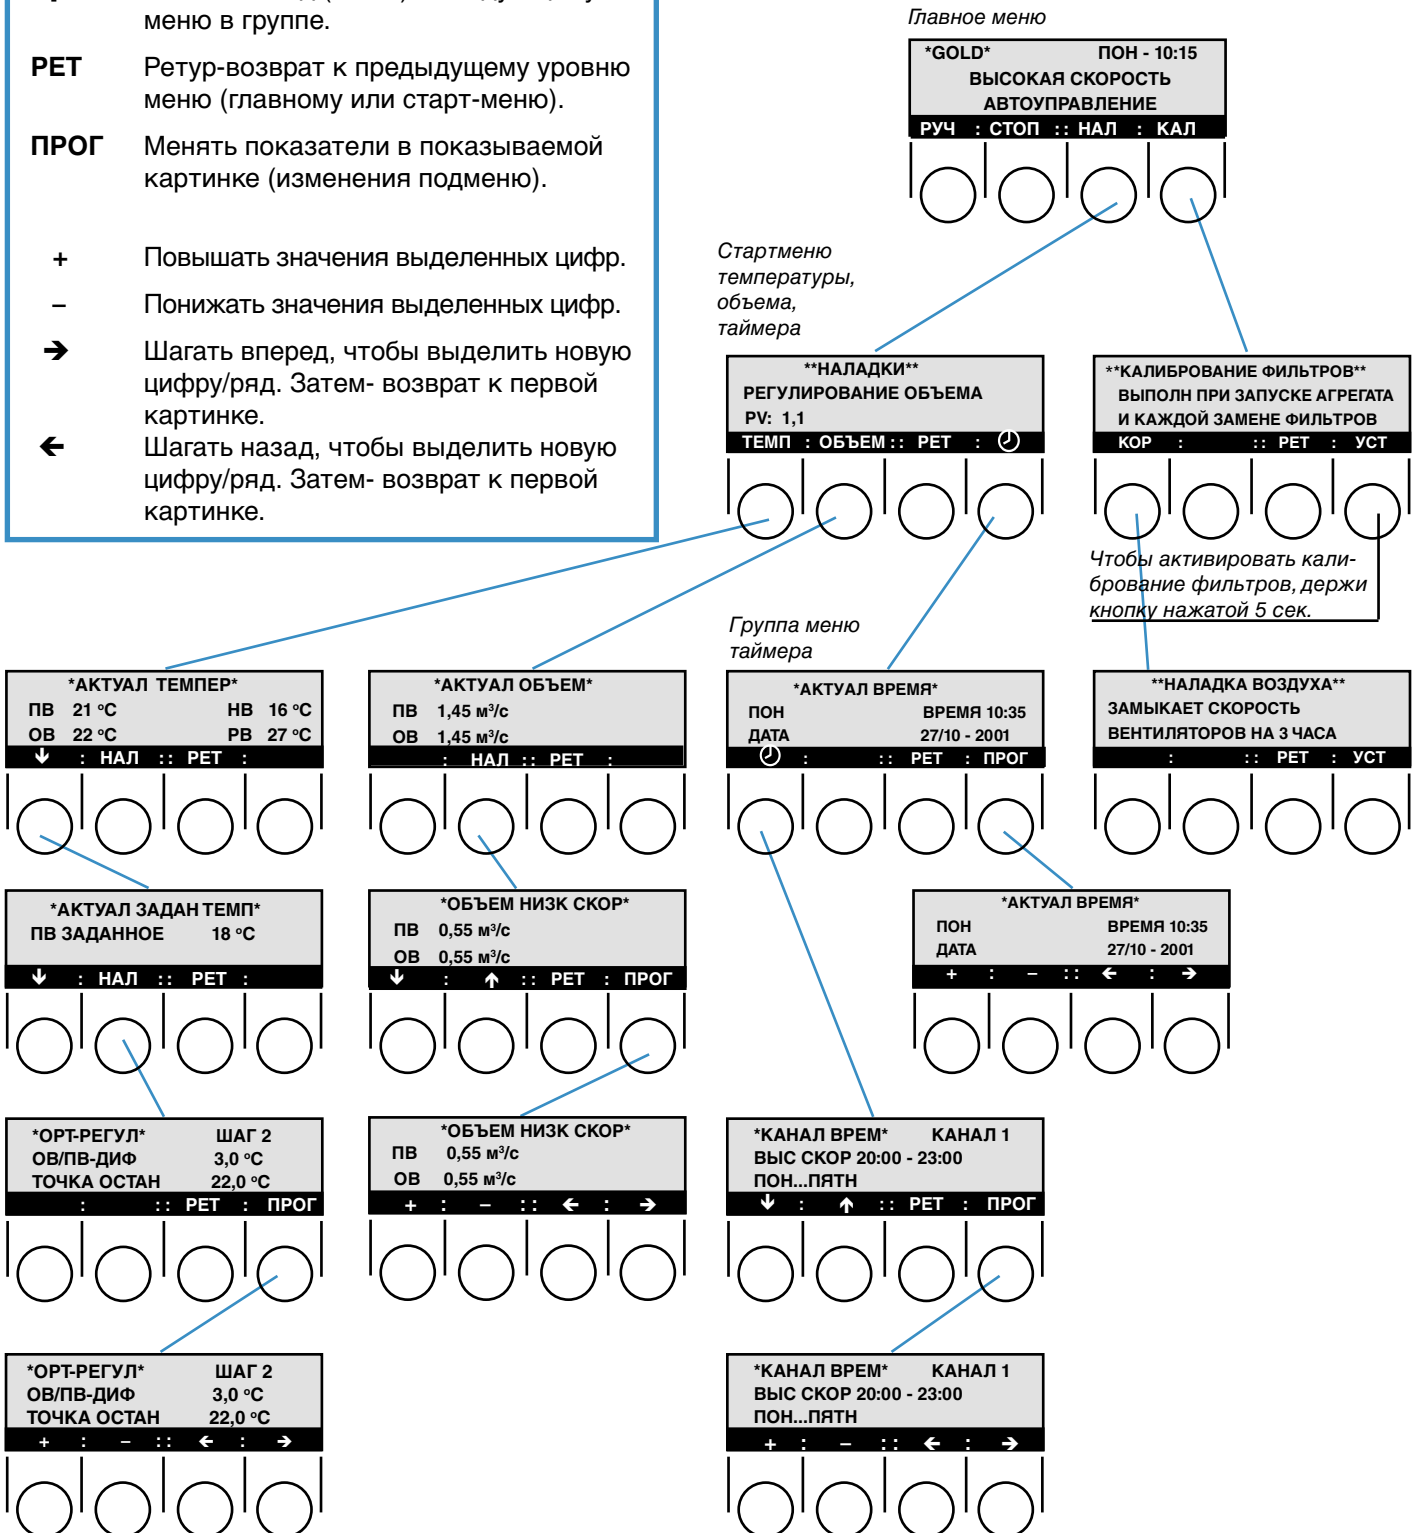 меню в группе.
РЕТ Ретур-возврат к предыдущему уровню
меню (главному или старт-меню).
ПРОГ Менять показатели в показываемой
картинке (изменения подменю).
+ Повышать значения выделенных цифр.
– Понижать значения выделенных цифр.
➔ Шагать вперед, чтобы выделить новую
цифру/ряд. Затем- возврат к первой
картинке.
🡰 Шагать назад, чтобы выделить новую
цифру/ряд. Затем- возврат к первой
картинке.
Главное меню
*GOLD* ПОН - 10:15
ВЫСОКАЯ СКОРОСТЬ
АВТОУПРАВЛЕНИЕ
РУЧ : СТОП :: НАЛ : КАЛ
Стартменю
температуры,
объема,
таймера
**НАЛАДКИ**
РЕГУЛИРОВАНИЕ ОБЪЕМА
PV: 1,1
ТЕМП : ОБЪЕМ :: РЕТ :
**КАЛИБРОВАНИЕ ФИЛЬТРОВ**
ВЫПОЛН ПРИ ЗАПУСКЕ АГРЕГАТА
И КАЖДОЙ ЗАМЕНЕ ФИЛЬТРОВ
КОР : :: РЕТ : УСТ
Чтобы активировать кали-
брование фильтров, держи
кнопку нажатой 5 сек.
Группа меню
таймера
*АКТУАЛ ТЕМПЕР*
ПВ 21 °C НВ 16 °C
ОВ 22 °C РВ 27 °C
↓ : НАЛ :: РЕТ :
*АКТУАЛ ОБЪЕМ*
ПВ 1,45 м³/с
ОВ 1,45 м³/с
: НАЛ :: РЕТ :
*АКТУАЛ ВРЕМЯ*
ПОН ВРЕМЯ 10:35
ДАТА 27/10 - 2001
: :: РЕТ : ПРОГ
**НАЛАДКА ВОЗДУХА**
ЗАМЫКАЕТ СКОРОСТЬ
ВЕНТИЛЯТОРОВ НА 3 ЧАСА
: :: РЕТ : УСТ
*АКТУАЛ ЗАДАН ТЕМП*
ПВ ЗАДАННОЕ 18 °C
↓ : НАЛ :: РЕТ :
*ОБЪЕМ НИЗК СКОР*
ПВ 0,55 м³/с
ОВ 0,55 м³/с
↓ : ↑ :: РЕТ : ПРОГ
*АКТУАЛ ВРЕМЯ*
ПОН ВРЕМЯ 10:35
ДАТА 27/10 - 2001
+ : – :: ← : →
*ОРТ-РЕГУЛ* ШАГ 2
ОВ/ПВ-ДИФ 3,0 °C
ТОЧКА ОСТАН 22,0 °C
: :: РЕТ : ПРОГ
*ОБЪЕМ НИЗК СКОР*
ПВ 0,55 м³/с
ОВ 0,55 м³/с
+ : – :: ← : →
*КАНАЛ ВРЕМ* КАНАЛ 1
ВЫС СКОР 20:00 - 23:00
ПОН...ПЯТН
↓ : ↑ :: РЕТ : ПРОГ
*ОРТ-РЕГУЛ* ШАГ 2
ОВ/ПВ-ДИФ 3,0 °C
ТОЧКА ОСТАН 22,0 °C
+ : – :: ← : →
*КАНАЛ ВРЕМ* КАНАЛ 1
ВЫС СКОР 20:00 - 23:00
ПОН...ПЯТН
+ : – :: ← : →